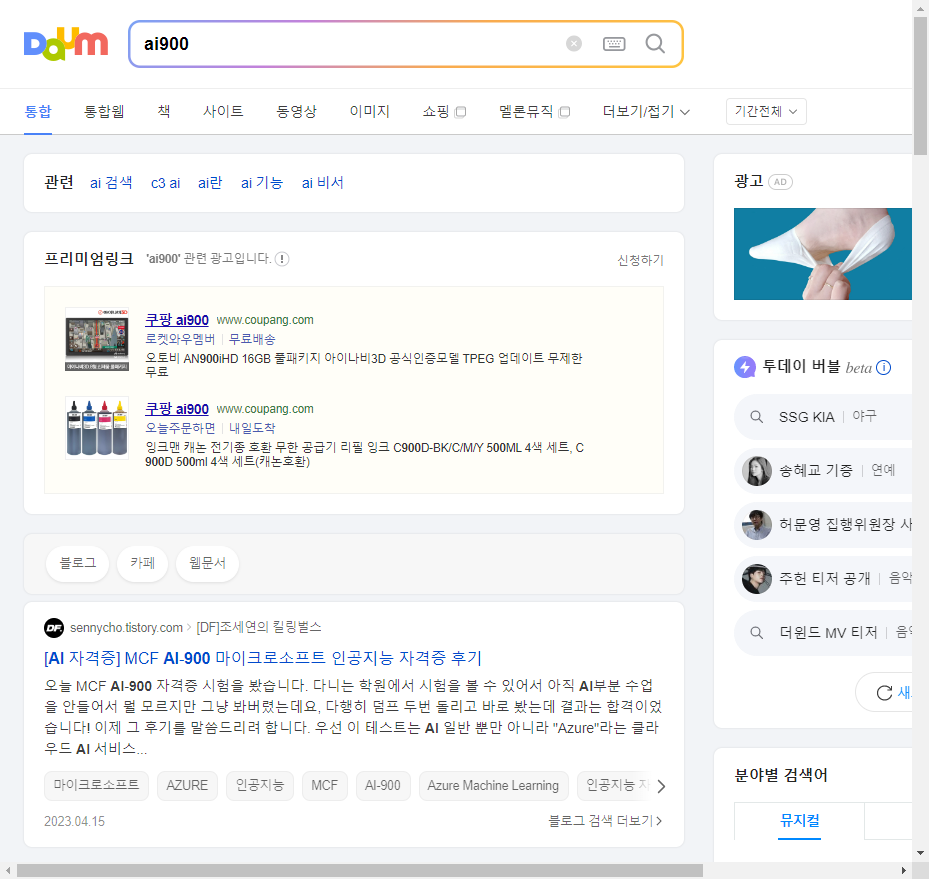 Daum
ai900
통합 통합웹 책 사이트 동영상 이미지 쇼핑 멜론뮤직 더보기/접기 기간전체
관련 ai 검색 c3 ai ai란 ai 기능 ai 비서
프리미엄링크 'ai900' 관련 광고입니다. !
신청하기
쿠팡 ai900 www.coupang.com
로켓와우멤버 무료배송
오토비 AN900iHD 16GB 풀패키지 아이나비3D 공식인증모델 TPEG 업데이트 무제한
무료
쿠팡 ai900 www.coupang.com
오늘주문하면 내일도착
잉크맨 캐논 전기종 호환 무한 공급기 리필 잉크 C900D-BK/C/M/Y 500ML 4색 세트, C
900D 500ml 4색 세트(캐논호환)
블로그 카페 웹문서
DF. sennycho.tistory.com > [DF]조세연의 킬링벌스
[AI 자격증] MCF AI-900 마이크로소프트 인공지능 자격증 후기
오늘 MCF AI-900 자격증 시험을 봤습니다. 다니는 학원에서 시험을 볼 수 있어서 아직 AI부분 수업
을 안들어서 뭘 모르지만 그냥 봐버렸는데요, 다행히 덤프 두번 돌리고 바로 봤는데 결과는 합격이었
습니다! 이제 그 후기를 말씀드리려 합니다. 우선 이 테스트는 AI 일반 뿐만 아니라 "Azure"라는 클라
우드 AI 서비스...
마이크로소프트 AZURE 인공지능 MCF AI-900 Azure Machine Learning 인공지능
2023.04.15
블로그 검색 더보기 >
광고 AD
투데이 버블 beta i
SSG KIA 야구
송혜교 기증 연예
허문영 집행위원장 사
주헌 티저 공개 음악
더윈드 MV 티저
분야별 검색어
뮤지컬